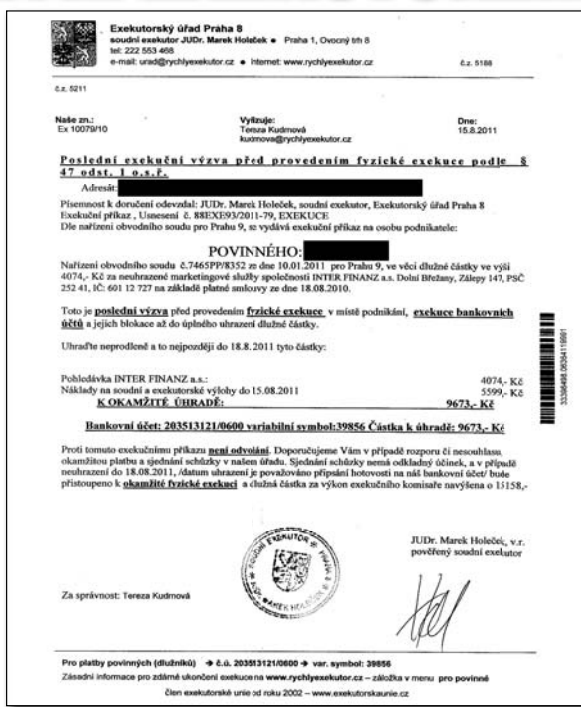 Exekutorský úřad Praha 8
soudní exekutor JUDr. Marek Holeček ● Praha 1, Ovocný trh 8
tel: 222 553 468
e-mail: urad@rychlyexekutor.cz ● Internet: www.rychlyexekutor.cz č.z. 5188
č.z. 5211
Naše zn.: Vyřizuje: Dne:
Ex 10079/10 Tereza Kudrnová 15.8.2011
kudrnova@rychlyexekutor.cz
Poslední exekuční výzva před provedením fyzické exekuce podle §
47 odst. 1 o.s.ř.
Adresát:
Písemnost k doručení odevzdal: JUDr. Marek Holeček, soudní exekutor, Exekutorský úřad Praha 8
Exekuční příkaz , Usnesení č. 88EXE93/2011-79, EXEKUCE
Dle nařízení obvodního soudu pro Prahu 9, se vydává exekuční příkaz na osobu podnikatele:
POVINNÉHO:
Nařízení obvodního soudu č.7465PP/8352 ze dne 10.01.2011 pro Prahu 9, ve věci dlužné částky ve výši
4074,- Kč za neuhrazené marketingové služby společnosti INTER FINANZ a.s. Dolní Břežany, Zálepy 147, PSČ
252 41, IČ: 601 12 727 na základě platné smlouvy ze dne 18.08.2010.
Toto je poslední výzva před provedením fyzické exekuce v místě podnikání, exekuce bankovních
účtů a jejich blokace až do úplného uhrazení dlužné částky.
Uhraďte neprodleně a to nejpozději do 18.8.2011 tyto částky:
Pohledávka INTER FINANZ a.s.: 4074,- Kč
Náklady na soudní a exekutorské výlohy do 15.08.2011 5599,- Kč
K OKAMŽITÉ ÚHRADĚ: 9673,- Kč
Bankovní účet: 203513121/0600 variabilní symbol:39856 Částka k úhradě: 9673,- Kč
Proti tomuto exekučnímu příkazu není odvolání. Doporučujeme Vám v případě rozporu či nesouhlasu
okamžitou platbu a sjednání schůzky v našem úřadu. Sjednání schůzky nemá odkladný účinek, a v případě
neuhrazení do 18.08.2011, /datum uhrazení je považováno připsání hotovosti na náš bankovní účet/ bude
přistoupeno k okamžité fyzické exekuci a dlužná částka za výkon exekučního komisaře navýšena o 15158,-
33396498.06354119991
SOUDNÍ EXEKUTOR PRAHA 8
JUDr. MAREK HOLEČEK
JUDr. Marek Holeček, v.r.
pověřený soudní exekutor
Za správnost: Tereza Kudrnová
Pro platby povinných (dlužníků) → č.ú. 203513121/0600 → var. symbol: 39856
Zásadní informace pro zdárné ukončení exekuce na www.rychlyexekutor.cz – záložka v menu pro povinné
člen exekutorské unie od roku 2002 – www.exekutorskaunie.cz